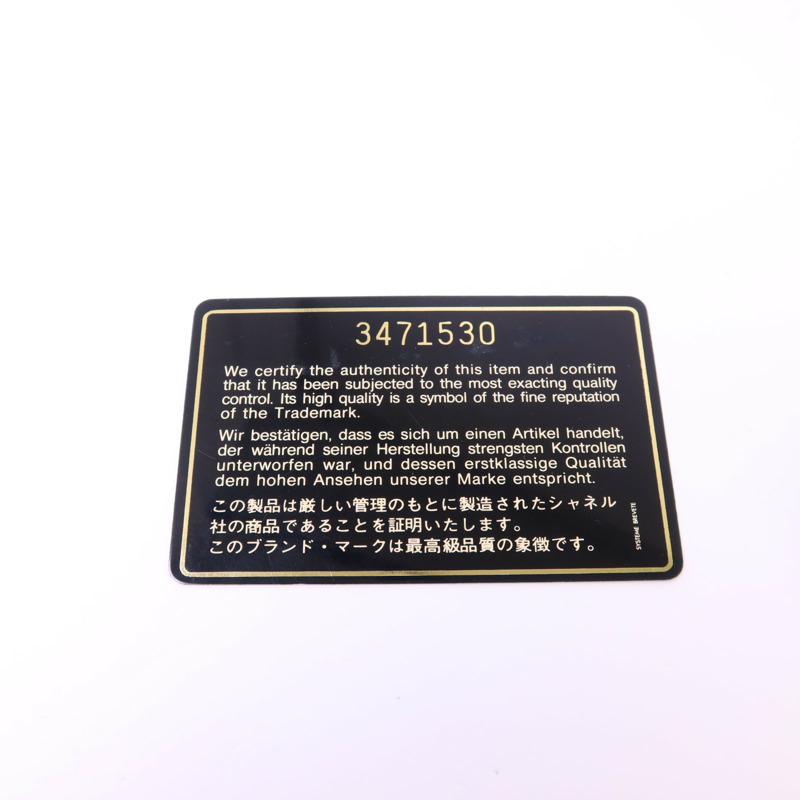 3471530
We certify the authenticity of this item and confirm
that it has been subjected to the most exacting quality
control. Its high quality is a symbol of the fine reputation
of the Trademark.
Wir bestätigen, dass es sich um einen Artikel handelt,
der während seiner Herstellung strengsten Kontrollen
unterworfen war, und dessen erstklassige Qualität
dem hohen Ansehen unserer Marke entspricht.
この製品は厳しい管理のもとに製造されたシャネル
社の商品であることを証明いたします。
このブランド・マークは最高級品質の象徴です。
SYSTEME BREVETE